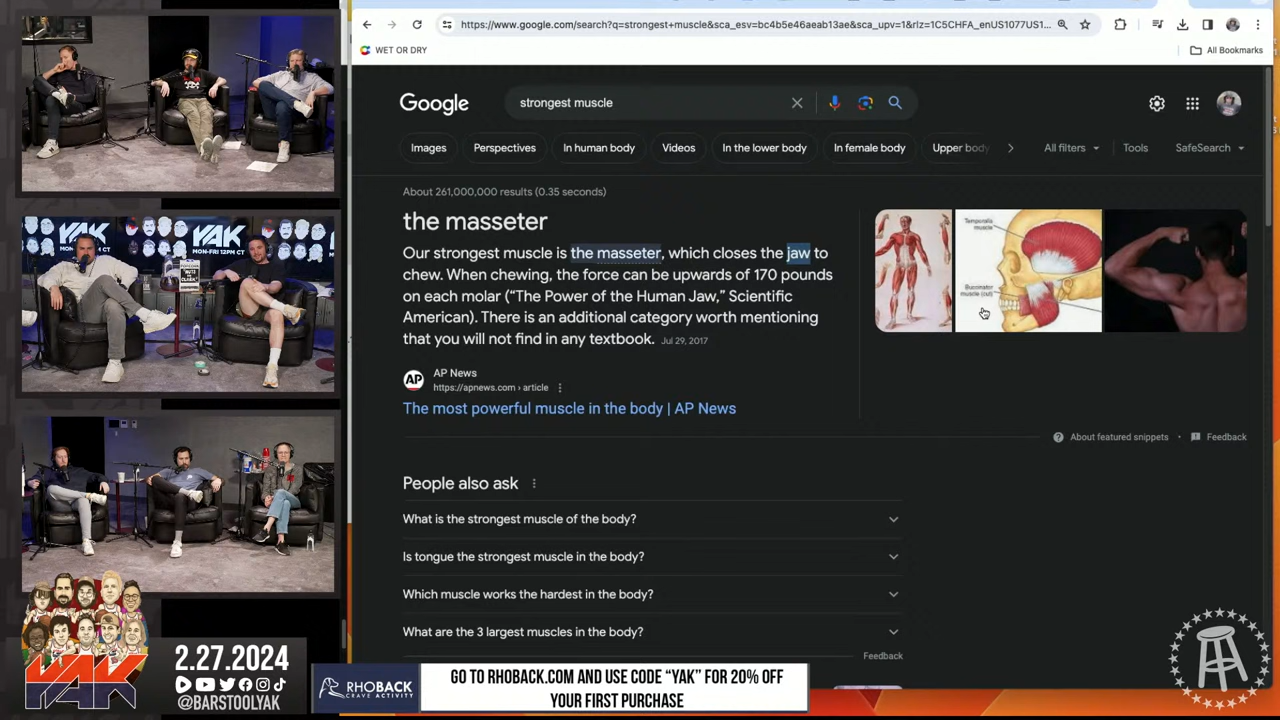 https://www.google.com/search?q=strongest+muscle&sca_esv=bc4b5e46aeab13ae&sca_upv=1&rlz=1C5CHFA_enUS1077US1...
WET OR DRY
All Bookmarks
Google
strongest muscle
Images
Perspectives
In human body
Videos
In the lower body
In female body
Upper body
All filters
Tools
SafeSearch
About 261,000,000 results (0.35 seconds)
the masseter
Our strongest muscle is the masseter, which closes the jaw to
chew. When chewing, the force can be upwards of 170 pounds
on each molar (“The Power of the Human Jaw,” Scientific
American). There is an additional category worth mentioning
that you will not find in any textbook. Jul 29, 2017
Temporalis
muscle
Buccinator
muscle (cut)
AP
AP News
https://apnews.com › article
The most powerful muscle in the body | AP News
About featured snippets
Feedback
People also ask
What is the strongest muscle of the body?
Is tongue the strongest muscle in the body?
Which muscle works the hardest in the body?
What are the 3 largest muscles in the body?
Feedback
YAK
MON-FRI 12PM CT
YAK
2.27.2024
@BARSTOOLYAK
RHOBACK
CRAVE ACTIVITY
GO TO RHOBACK.COM AND USE CODE “YAK” FOR 20% OFF
YOUR FIRST PURCHASE